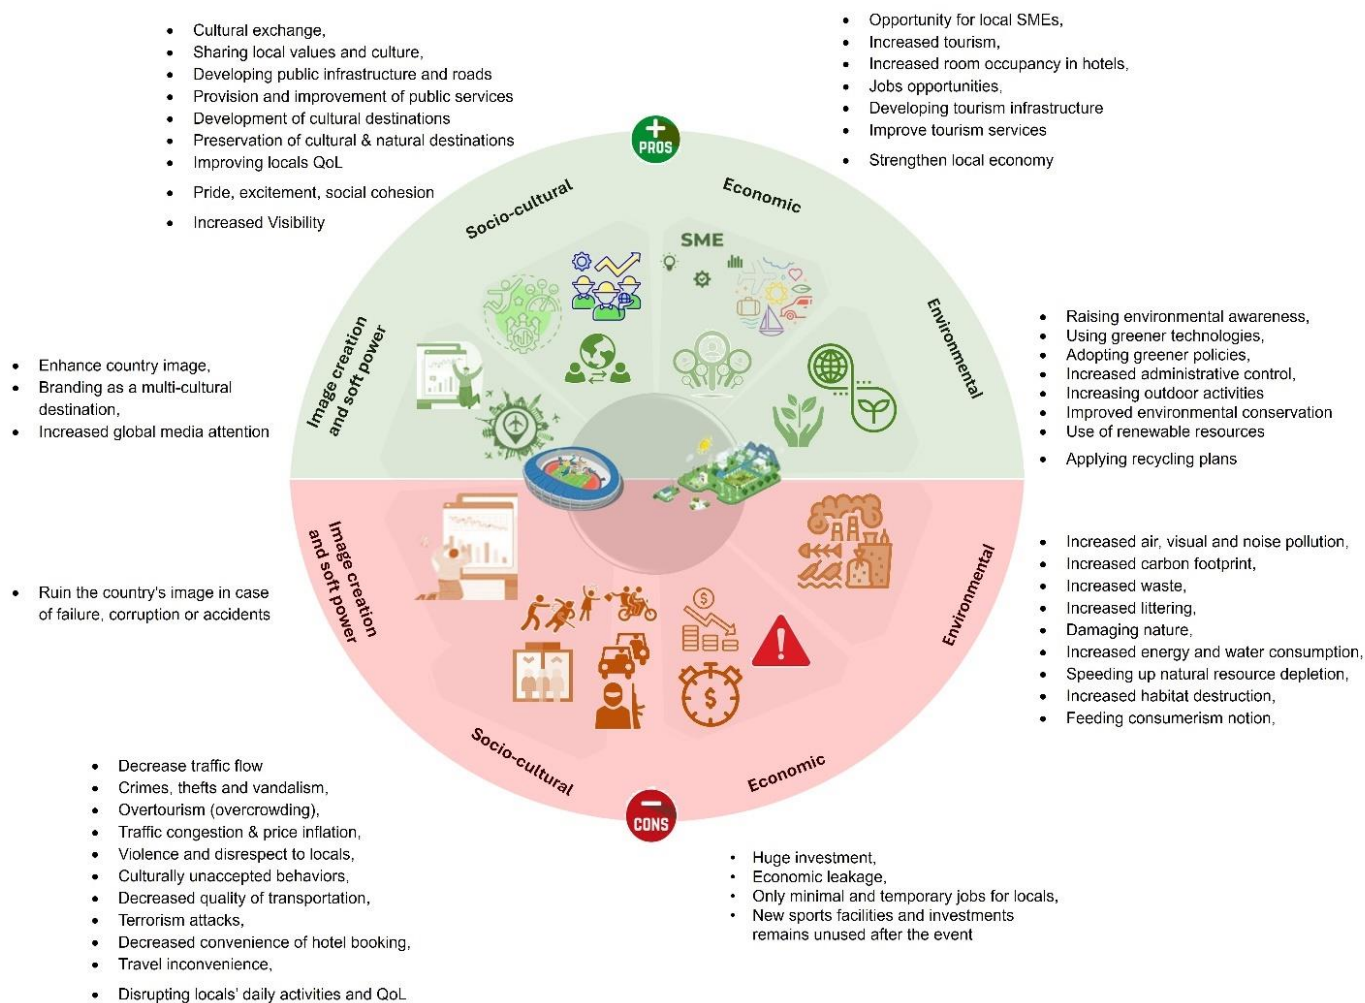 • Cultural exchange,
• Sharing local values and culture,
• Developing public infrastructure and roads
• Provision and improvement of public services
• Development of cultural destinations
• Preservation of cultural & natural destinations
• Improving locals QoL
• Pride, excitement, social cohesion
• Increased Visibility
• Opportunity for local SMEs,
• Increased tourism,
• Increased room occupancy in hotels,
• Jobs opportunities,
• Developing tourism infrastructure
• Improve tourism services
• Strengthen local economy
+
PROS
Socio-cultural
Economic
SME
Image creation
and soft power
Environmental
• Enhance country image,
• Branding as a multi-cultural
destination,
• Increased global media attention
• Raising environmental awareness,
• Using greener technologies,
• Adopting greener policies,
• Increased administrative control,
• Increasing outdoor activities
• Improved environmental conservation
• Use of renewable resources
• Applying recycling plans
Image creation
and soft power
Environmental
• Ruin the country's image in case
of failure, corruption or accidents
• Increased air, visual and noise pollution,
• Increased carbon footprint,
• Increased waste,
• Increased littering,
• Damaging nature,
• Increased energy and water consumption,
• Speeding up natural resource depletion,
• Increased habitat destruction,
• Feeding consumerism notion,
$
!
$
Socio-cultural
Economic
−
CONS
• Decrease traffic flow
• Crimes, thefts and vandalism,
• Overtourism (overcrowding),
• Traffic congestion & price inflation,
• Violence and disrespect to locals,
• Culturally unaccepted behaviors,
• Decreased quality of transportation,
• Terrorism attacks,
• Decreased convenience of hotel booking,
• Travel inconvenience,
• Disrupting locals' daily activities and QoL
• Huge investment,
• Economic leakage,
• Only minimal and temporary jobs for locals,
• New sports facilities and investments
remains unused after the event